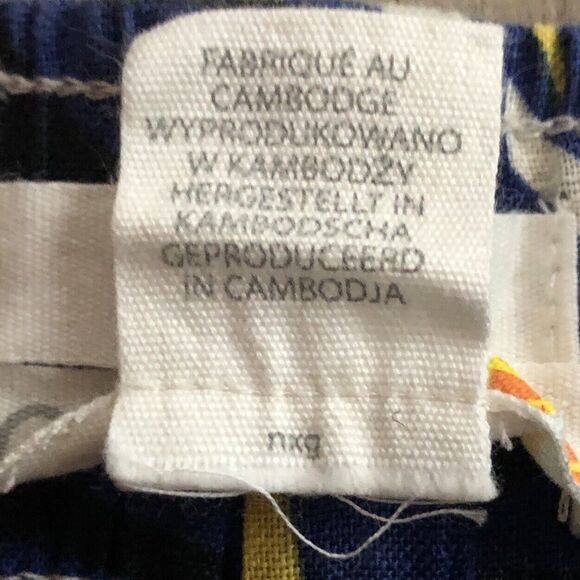 FABRIQUÉ AU
CAMBODGE
WYPRODUKOWANO
W KAMBODŻY
HERGESTELLT IN
KAMBODSCHA
GEPRODUCEERD
IN CAMBODJA
nxg